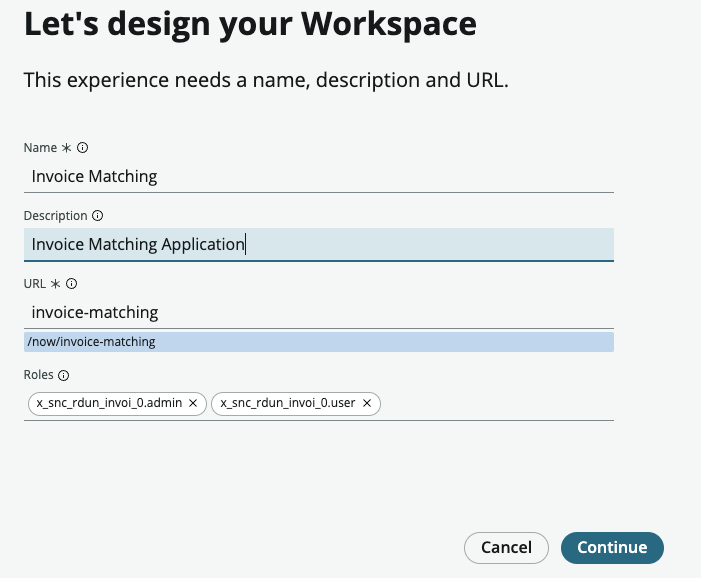 Let's design your Workspace
This experience needs a name, description and URL.
Name *
Invoice Matching
Description
Invoice Matching Application
URL *
invoice-matching
/now/invoice-matching
Roles
x_snc_rdun_invoi_0.admin × x_snc_rdun_invoi_0.user ×
Cancel Continue